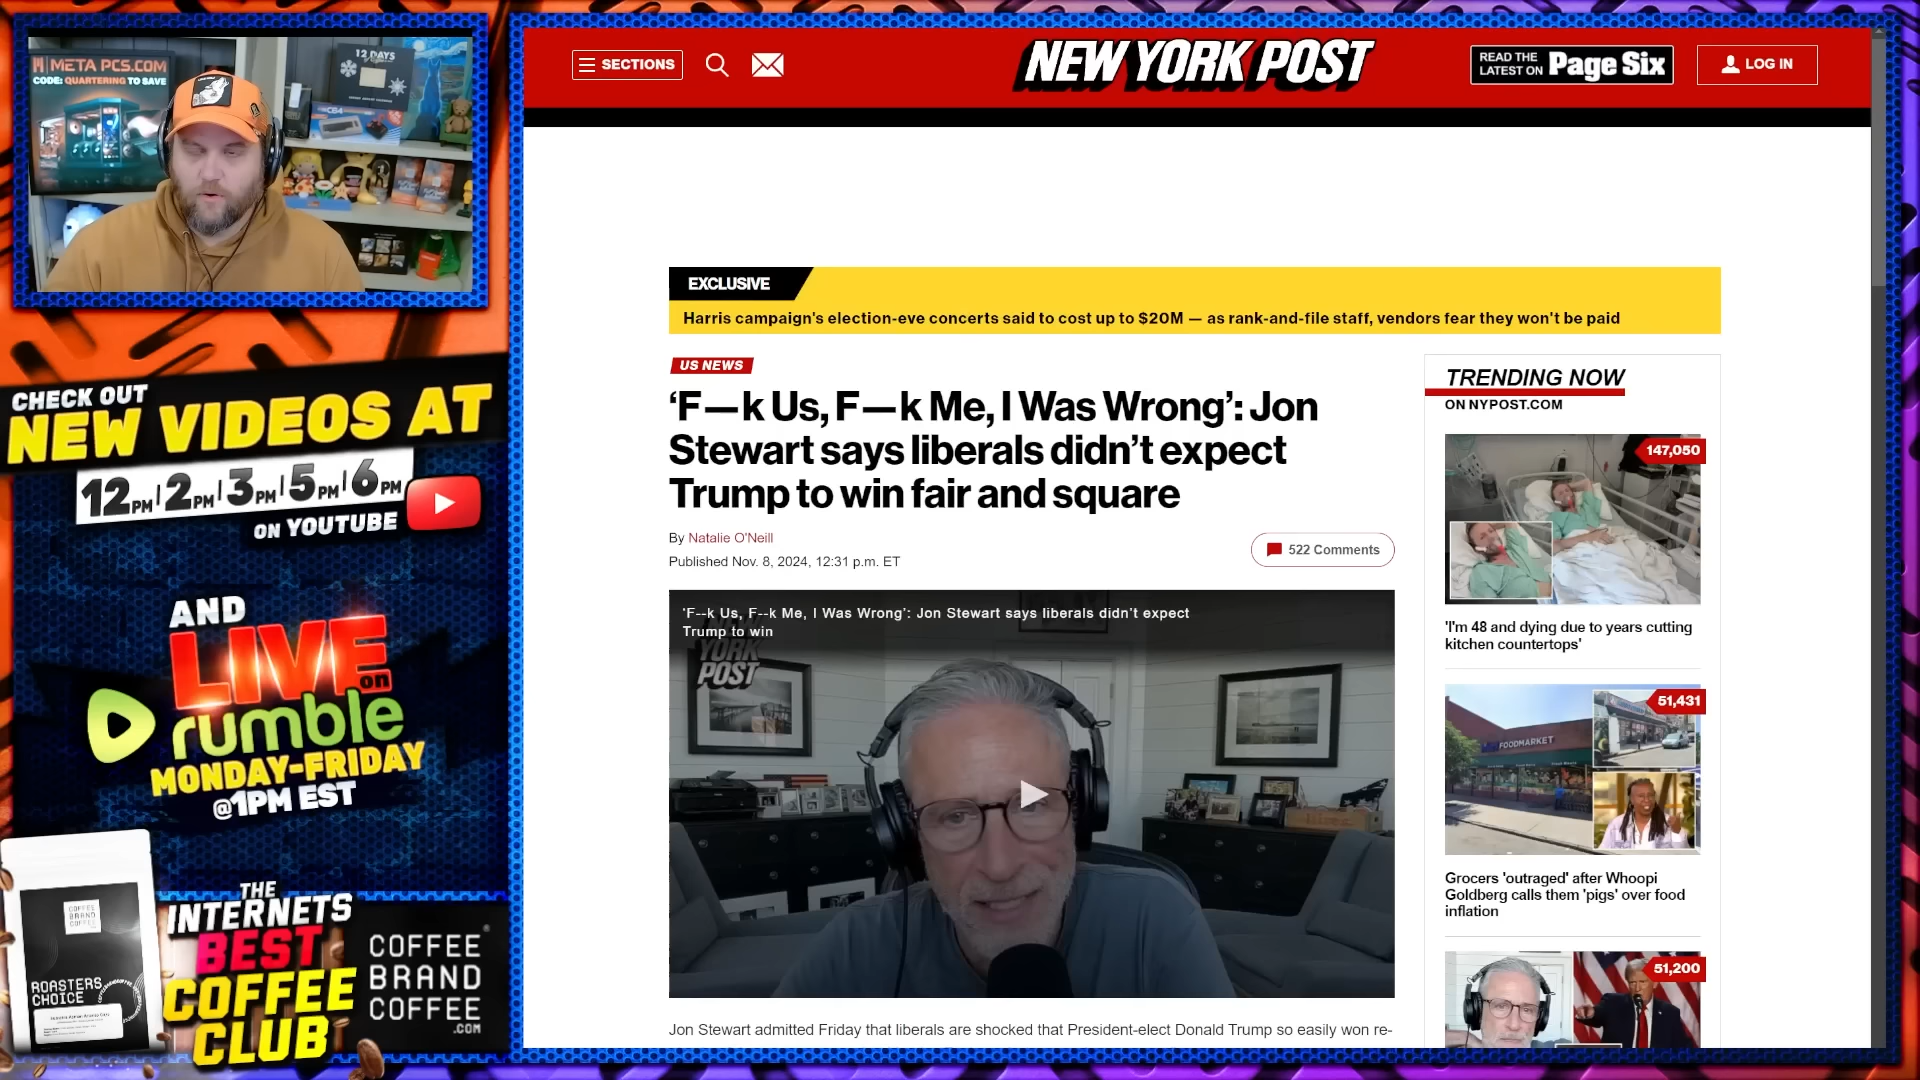 META PCS.COM
CODE: QUARTERING TO SAVE
12 DAYS
C64
CHECK OUT
NEW VIDEOS AT
12PM | 2PM | 3PM | 5PM | 6PM
ON YOUTUBE
AND
LIVE
on
rumble
MONDAY-FRIDAY
@1PM EST
COFFEE
BRAND
COFFEE
ROASTERS
CHOICE
THE
INTERNETS
BEST
COFFEE
CLUB
COFFEE
BRAND
COFFEE
.COM
SECTIONS
NEW YORK POST
READ THE
LATEST ON
Page Six
LOG IN
EXCLUSIVE
Harris campaign's election-eve concerts said to cost up to $20M — as rank-and-file staff, vendors fear they won't be paid
US NEWS
‘F—k Us, F—k Me, I Was Wrong’: Jon
Stewart says liberals didn’t expect
Trump to win fair and square
By Natalie O'Neill
Published Nov. 8, 2024, 12:31 p.m. ET
522 Comments
'F--k Us, F--k Me, I Was Wrong': Jon Stewart says liberals didn't expect
Trump to win
NEW
YORK
POST
Jon Stewart admitted Friday that liberals are shocked that President-elect Donald Trump so easily won re-
TRENDING NOW
ON NYPOST.COM
147,050
'I'm 48 and dying due to years cutting
kitchen countertops'
51,431
FOODMARKET
Grocers 'outraged' after Whoopi
Goldberg calls them 'pigs' over food
inflation
51,200